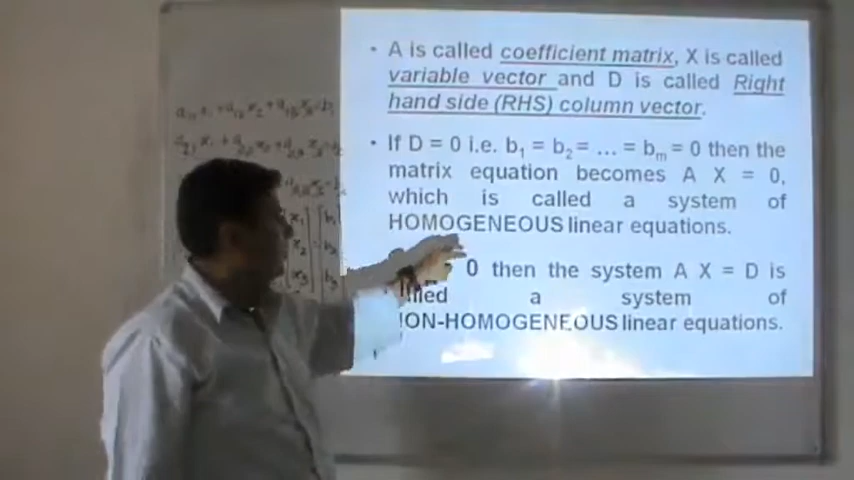 • A is called coefficient matrix, X is called
variable vector and D is called Right
hand side (RHS) column vector.
• If D = 0 i.e. b₁ = b₂ = … = bₘ = 0 then the
matrix equation becomes A X = 0,
which is called a system of
HOMOGENEOUS linear equations.
0 then the system A X = D is
a system of
ON-HOMOGENEOUS linear equations.